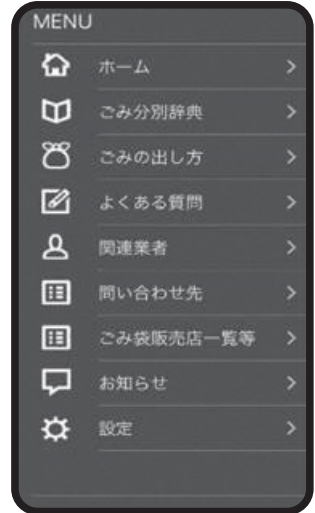 MENU
ホーム
ごみ分別辞典
ごみの出し方
よくある質問
関連業者
問い合わせ先
ごみ袋販売店一覧等
お知らせ
設定